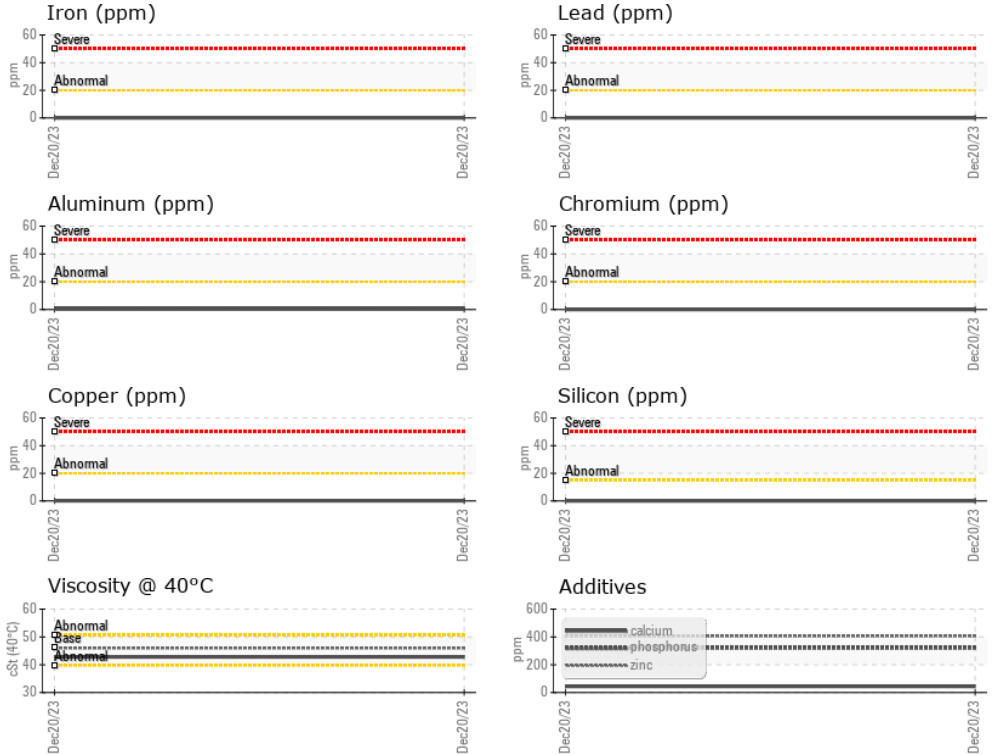 Iron (ppm)
60
40
20
0
ppm
Severe
Abnormal
Dec20/23
Dec20/23
Lead (ppm)
60
40
20
0
ppm
Severe
Abnormal
Dec20/23
Dec20/23
Aluminum (ppm)
60
40
20
0
ppm
Severe
Abnormal
Dec20/23
Dec20/23
Chromium (ppm)
60
40
20
0
ppm
Severe
Abnormal
Dec20/23
Dec20/23
Copper (ppm)
60
40
20
0
ppm
Severe
Abnormal
Dec20/23
Dec20/23
Silicon (ppm)
60
40
20
0
ppm
Severe
Abnormal
Dec20/23
Dec20/23
Viscosity @ 40°C
60
50
40
30
cSt (40°C)
Abnormal
Base
Abnormal
Dec20/23
Dec20/23
Additives
600
400
200
0
ppm
calcium
phosphorus
zinc
Dec20/23
Dec20/23